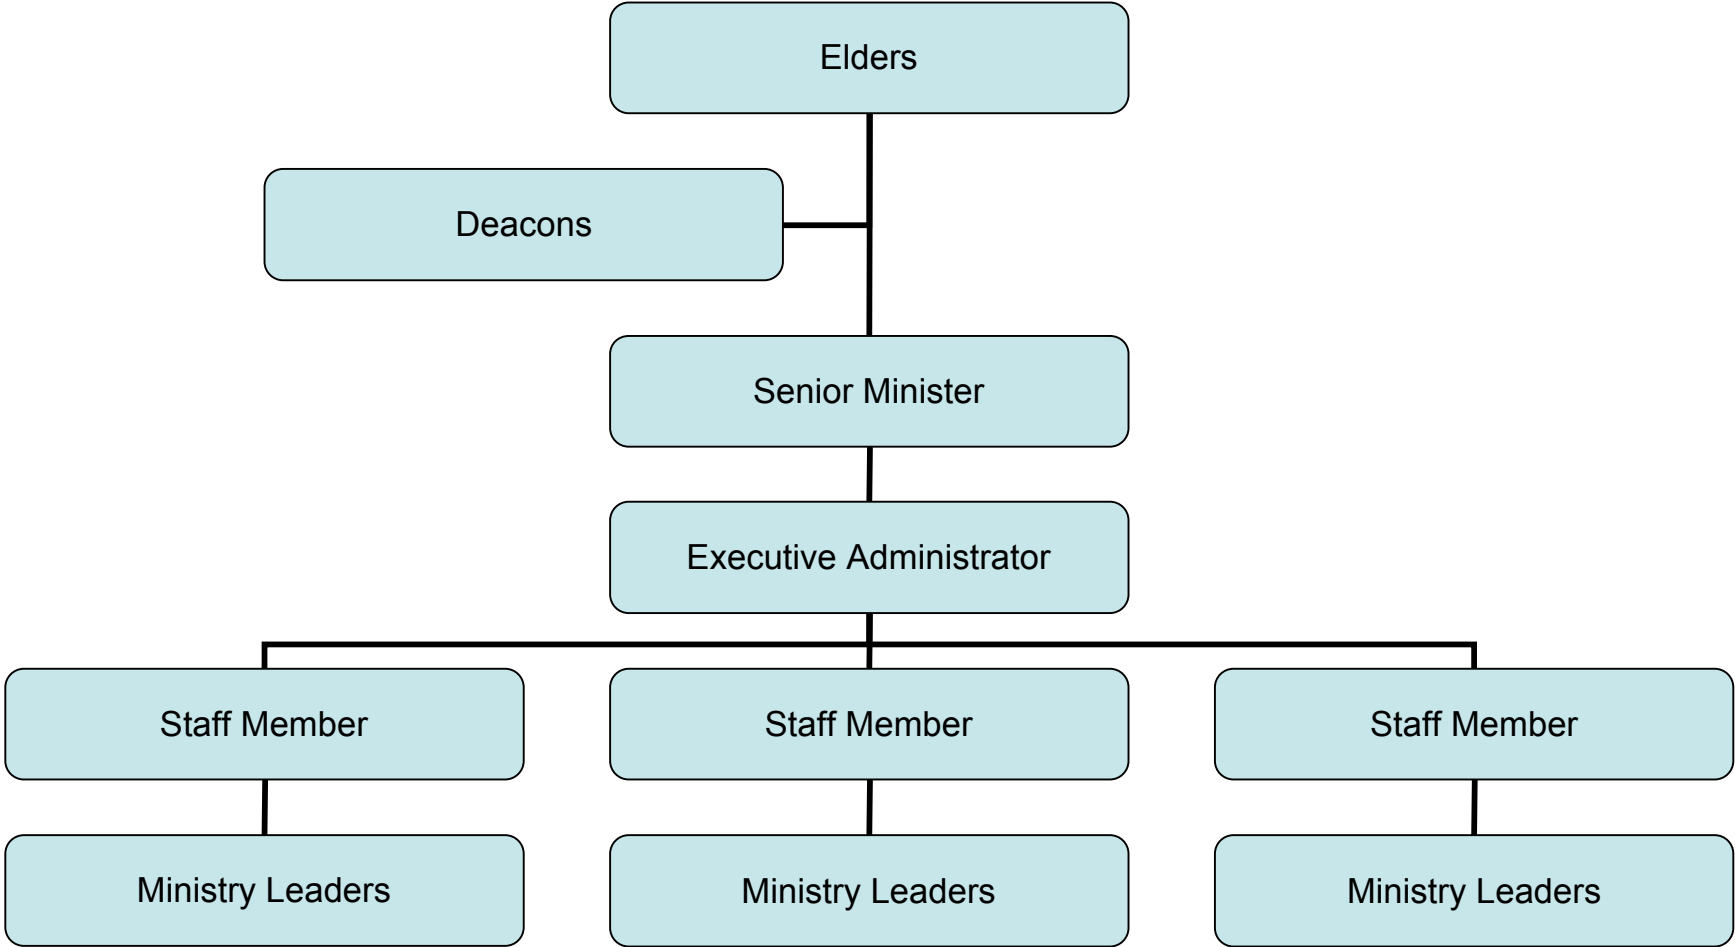 Elders
Deacons
Senior Minister
Executive Administrator
Staff Member
Staff Member
Staff Member
Ministry Leaders
Ministry Leaders
Ministry Leaders